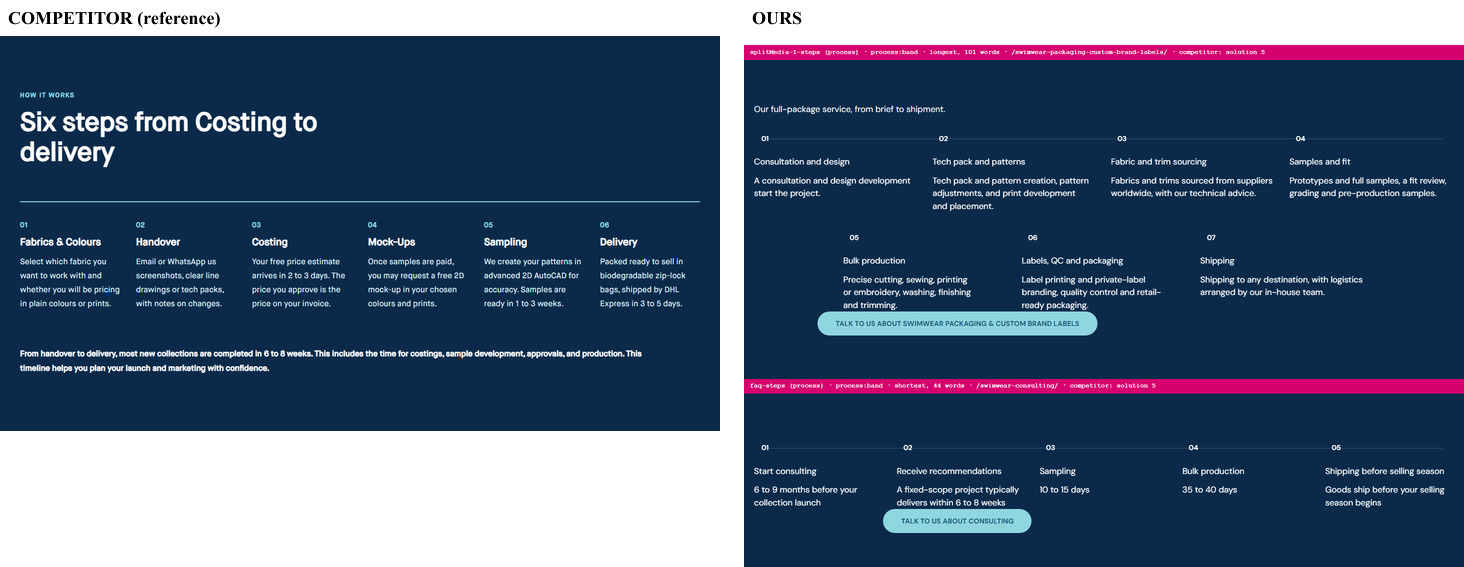 COMPETITOR (reference)
HOW IT WORKS
Six steps from Costing to
delivery
01
Fabrics & Colours
Select which fabric you
want to work with and
whether you will be pricing
in plain colours or prints.
02
Handover
Email or WhatsApp us
screenshots, clear line
drawings or tech packs,
with notes on changes.
03
Costing
Your free price estimate
arrives in 2 to 3 days. The
price you approve is the
price on your invoice.
04
Mock-Ups
Once samples are paid,
you may request a free 2D
mock-up in your chosen
colours and prints.
05
Sampling
We create your patterns in
advanced 2D AutoCAD for
accuracy. Samples are
ready in 1 to 3 weeks.
06
Delivery
Packed ready to sell in
biodegradable zip-lock
bags, shipped by DHL
Express in 3 to 5 days.
From handover to delivery, most new collections are completed in 6 to 8 weeks. This includes the time for costings, sample development, approvals, and production. This
timeline helps you plan your launch and marketing with confidence.
OURS
splitMedia-1-steps (process) · process:band · longest, 101 words · /swimwear-packaging-custom-brand-labels/ · competitor: solution 5
Our full-package service, from brief to shipment.
01
Consultation and design
A consultation and design development
start the project.
02
Tech pack and patterns
Tech pack and pattern creation, pattern
adjustments, and print development
and placement.
03
Fabric and trim sourcing
Fabrics and trims sourced from suppliers
worldwide, with our technical advice.
04
Samples and fit
Prototypes and full samples, a fit review,
grading and pre-production samples.
05
Bulk production
Precise cutting, sewing, printing
or embroidery, washing, finishing
and trimming.
06
Labels, QC and packaging
Label printing and private-label
branding, quality control and retail-
ready packaging.
07
Shipping
Shipping to any destination, with logistics
arranged by our in-house team.
TALK TO US ABOUT SWIMWEAR PACKAGING & CUSTOM BRAND LABELS
faq-steps (process) · process:band · shortest, 44 words · /swimwear-consulting/ · competitor: solution 5
01
Start consulting
6 to 9 months before your
collection launch
02
Receive recommendations
A fixed-scope project typically
delivers within 6 to 8 weeks
03
Sampling
10 to 15 days
04
Bulk production
35 to 40 days
05
Shipping before selling season
Goods ship before your selling
season begins
TALK TO US ABOUT CONSULTING